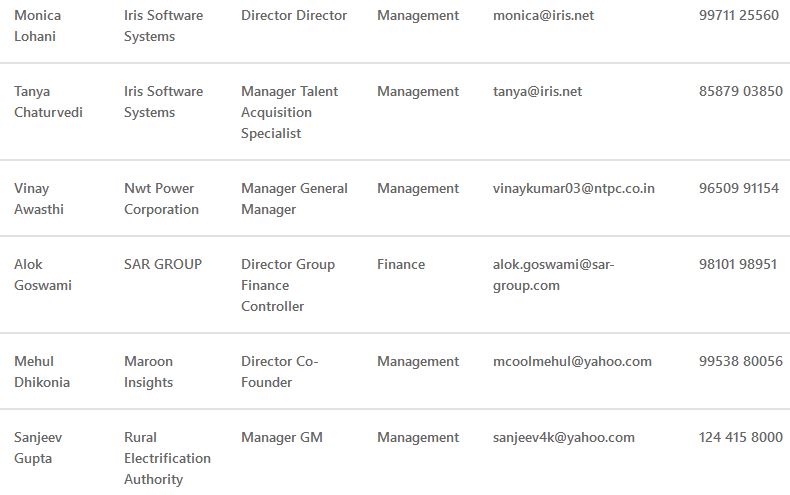 Monica Iris Software Director Director Management monica@iris.net 99711 25560
Lohani Systems
Tanya Iris Software Manager Talent Management tanya@iris.net 85879 03850
Chaturvedi Systems Acquisition
Specialist
Vinay Nwt Power Manager General Management vinaykumar03@ntpc.co.in 96509 91154
Awasthi Corporation Manager
Alok SAR GROUP Director Group Finance alok.goswami@sar- 98101 98951
Goswami Finance group.com
Controller
Mehul Maroon Director Co- Management mcoolmehul@yahoo.com 99538 80056
Dhikonia Insights Founder
Sanjeev Rural Manager GM Management sanjeev4k@yahoo.com 124 415 8000
Gupta Electrification
Authority